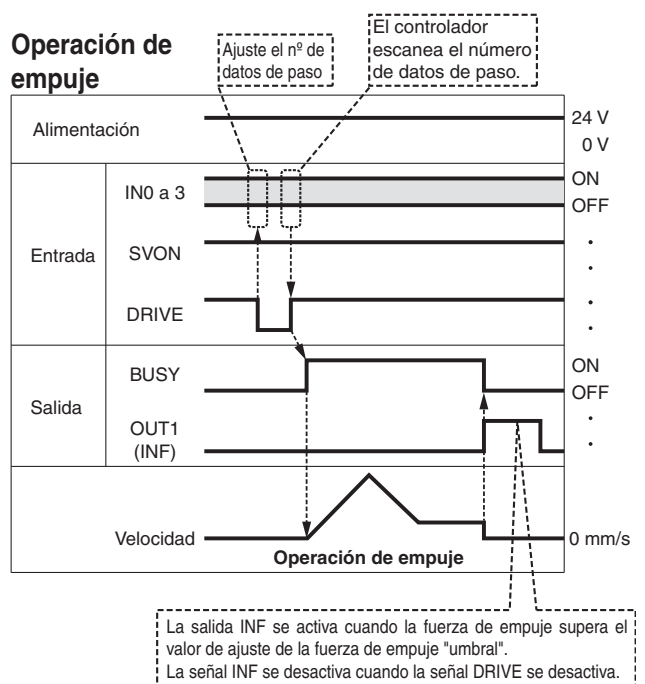 Operación de
empuje
Ajuste el nº de
datos de paso
El controlador
escanea el número
de datos de paso.
Alimentación
24 V
0 V
Entrada
IN0 a 3
ON
OFF
SVON
DRIVE
Salida
BUSY
ON
OFF
OUT1
(INF)
Velocidad
Operación de empuje
0 mm/s
La salida INF se activa cuando la fuerza de empuje supera el
valor de ajuste de la fuerza de empuje "umbral".
La señal INF se desactiva cuando la señal DRIVE se desactiva.